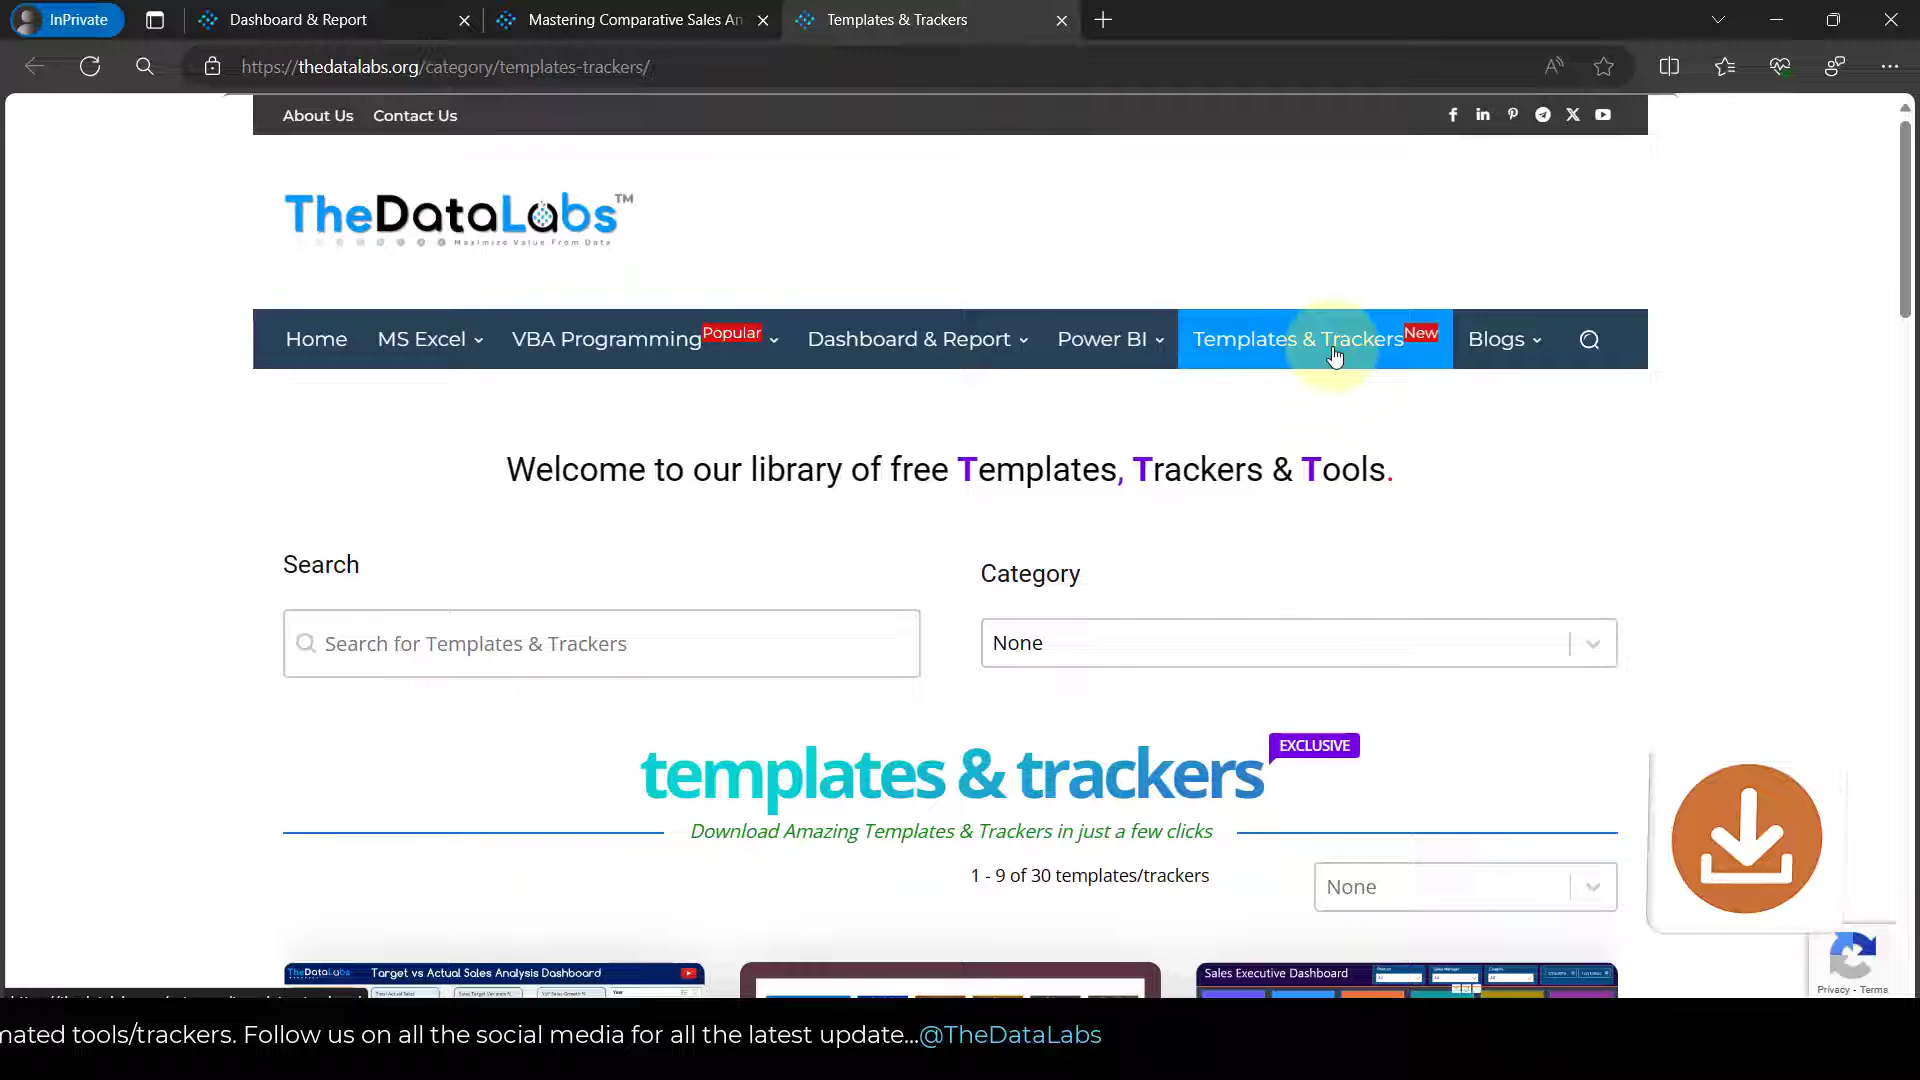 InPrivate
Dashboard & Report
Mastering Comparative Sales An
Templates & Trackers
https://thedatalabs.org/category/templates-trackers/
About Us
Contact Us
TheDataLabs™
Maximize Value From Data
Home
MS Excel
VBA Programming
Popular
Dashboard & Report
Power BI
Templates & Trackers
New
Blogs
Welcome to our library of free Templates, Trackers & Tools.
Search
Category
Search for Templates & Trackers
None
templates & trackers
EXCLUSIVE
Download Amazing Templates & Trackers in just a few clicks
1 - 9 of 30 templates/trackers
None
TheDataLabs
Target vs Actual Sales Analysis Dashboard
Sales Executive Dashboard
Privacy - Terms
mated tools/trackers. Follow us on all the social media for all the latest update...@TheDataLabs